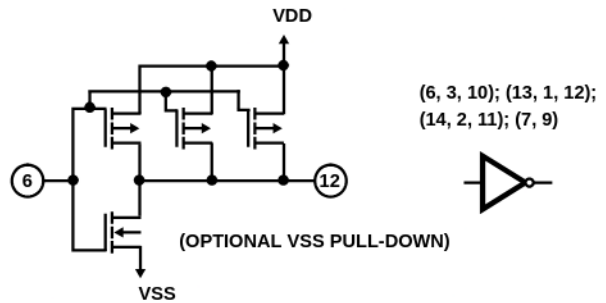 VDD
(6, 3, 10); (13, 1, 12);
(14, 2, 11); (7, 9)
6
12
(OPTIONAL VSS PULL-DOWN)
VSS